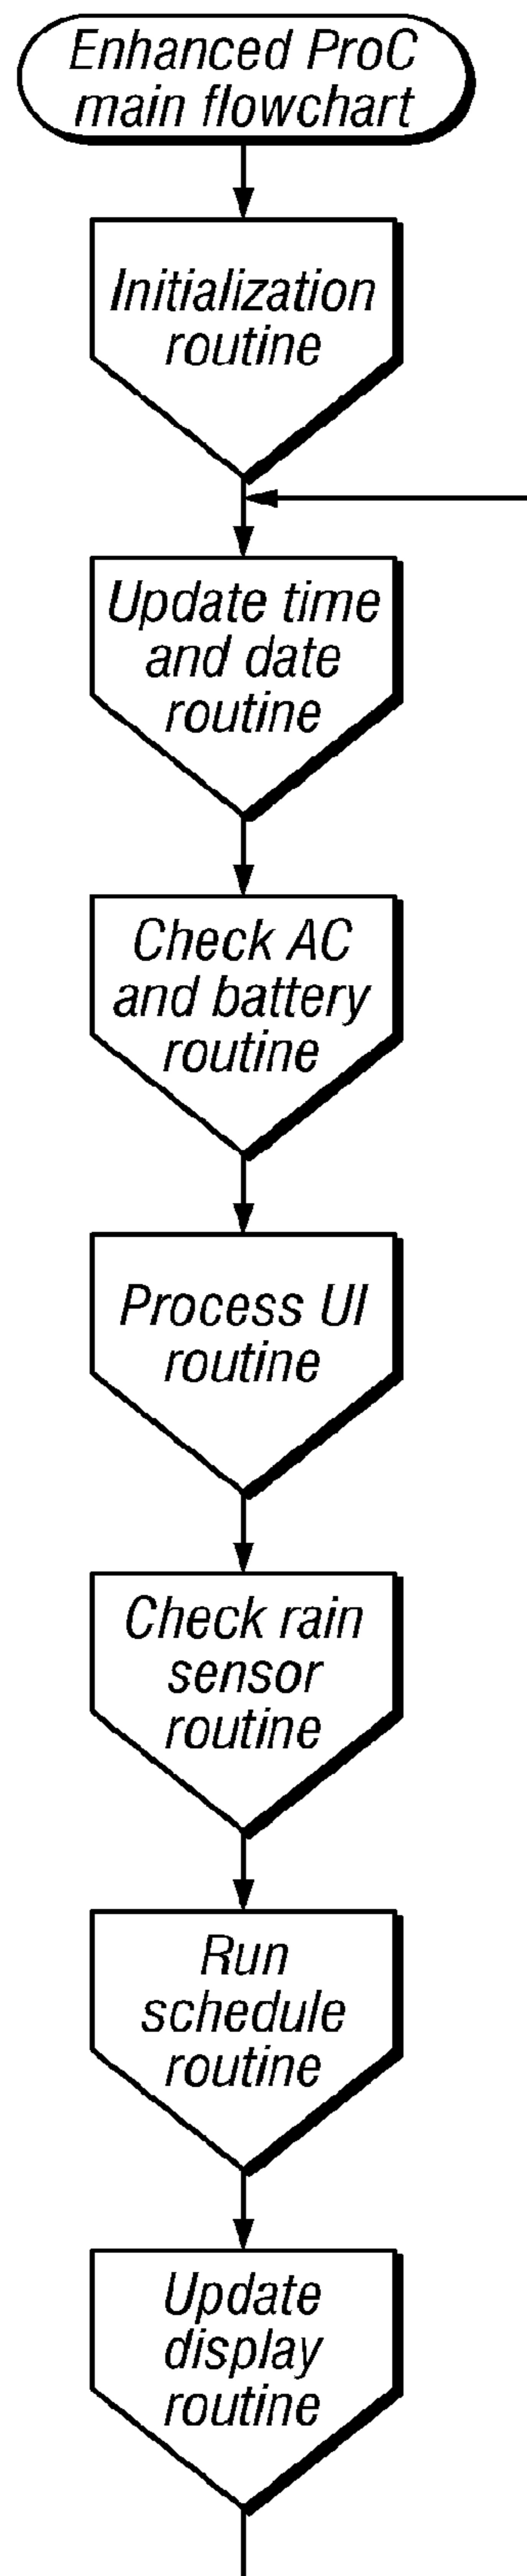 Enhanced ProC
main flowchart
Initialization
routine
Update time
and date
routine
Check AC
and battery
routine
Process UI
routine
Check rain
sensor
routine
Run
schedule
routine
Update
display
routine